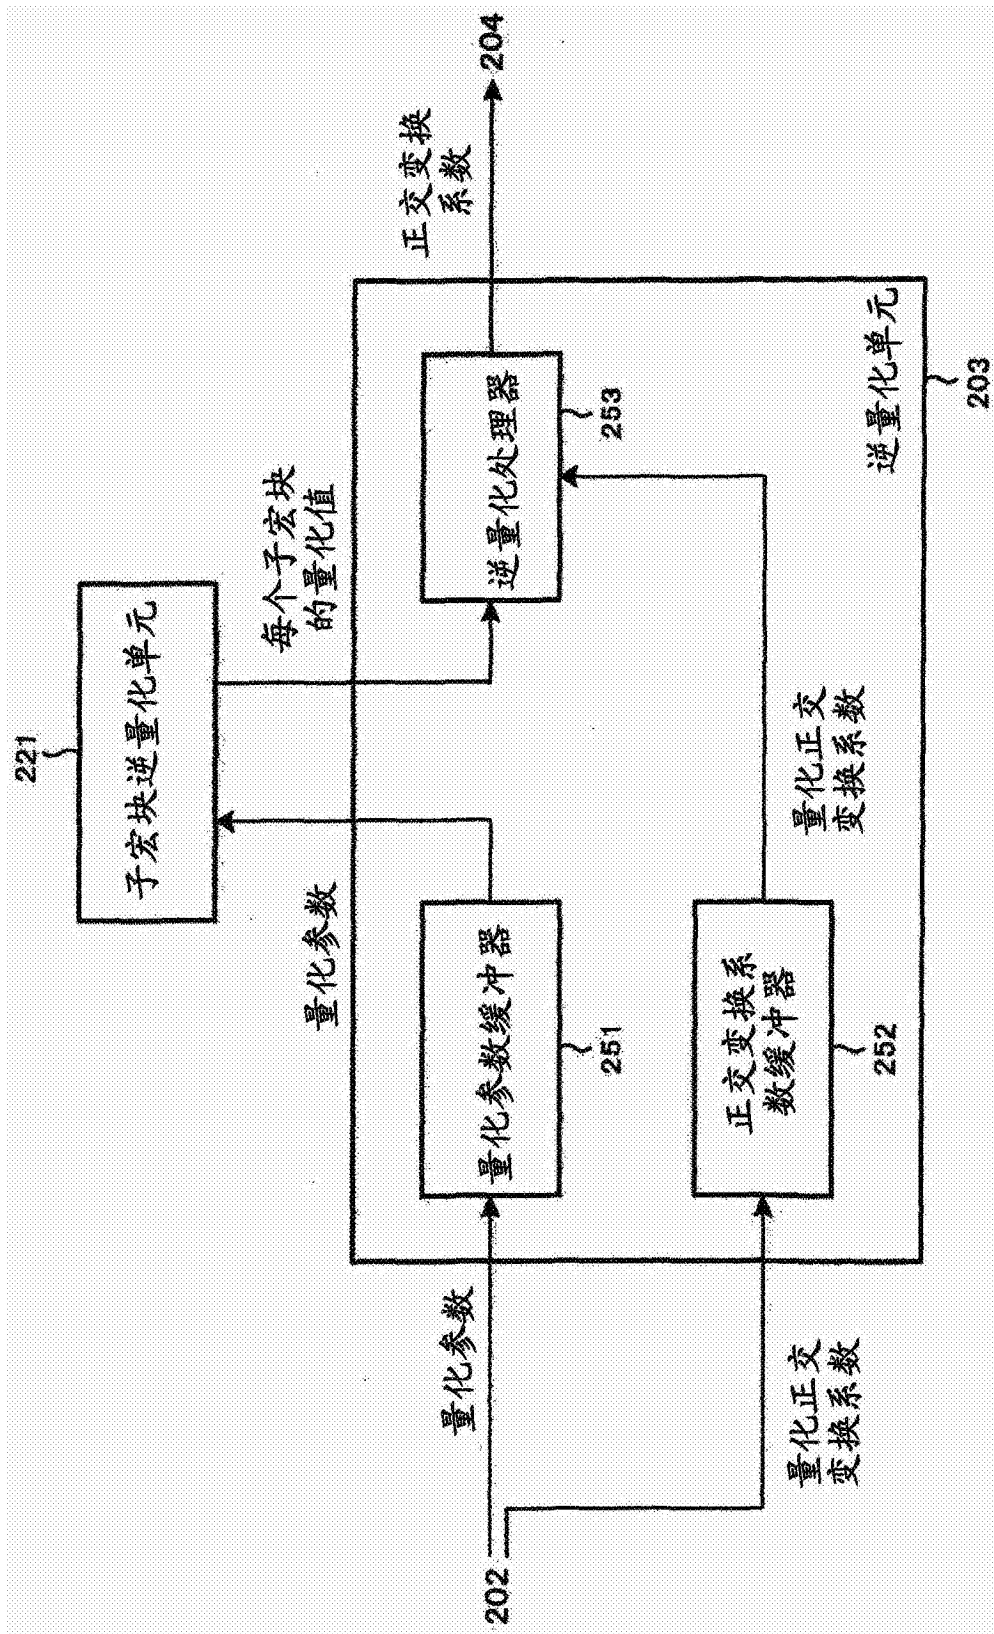 221
子宏块逆量化单元
量化参数
每个子宏块
的量化值
202
量化参数
量化参数缓冲器
251
逆量化处理器
253
正交变换
系数
204
量化正交
变换系数
正交变换系
数缓冲器
252
量化正交
变换系数
逆量化单元
203